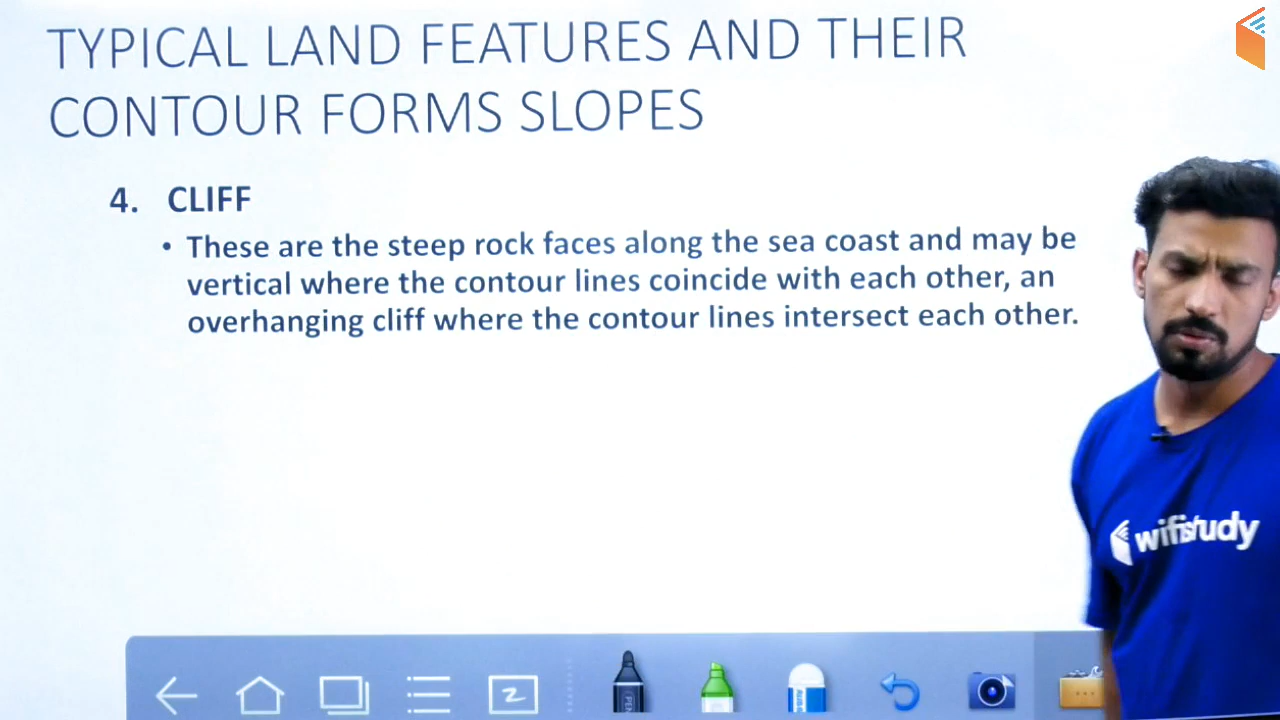 TYPICAL LAND FEATURES AND THEIR
CONTOUR FORMS SLOPES
4. CLIFF
• These are the steep rock faces along the sea coast and may be
vertical where the contour lines coincide with each other, an
overhanging cliff where the contour lines intersect each other.
wifistudy
PEN